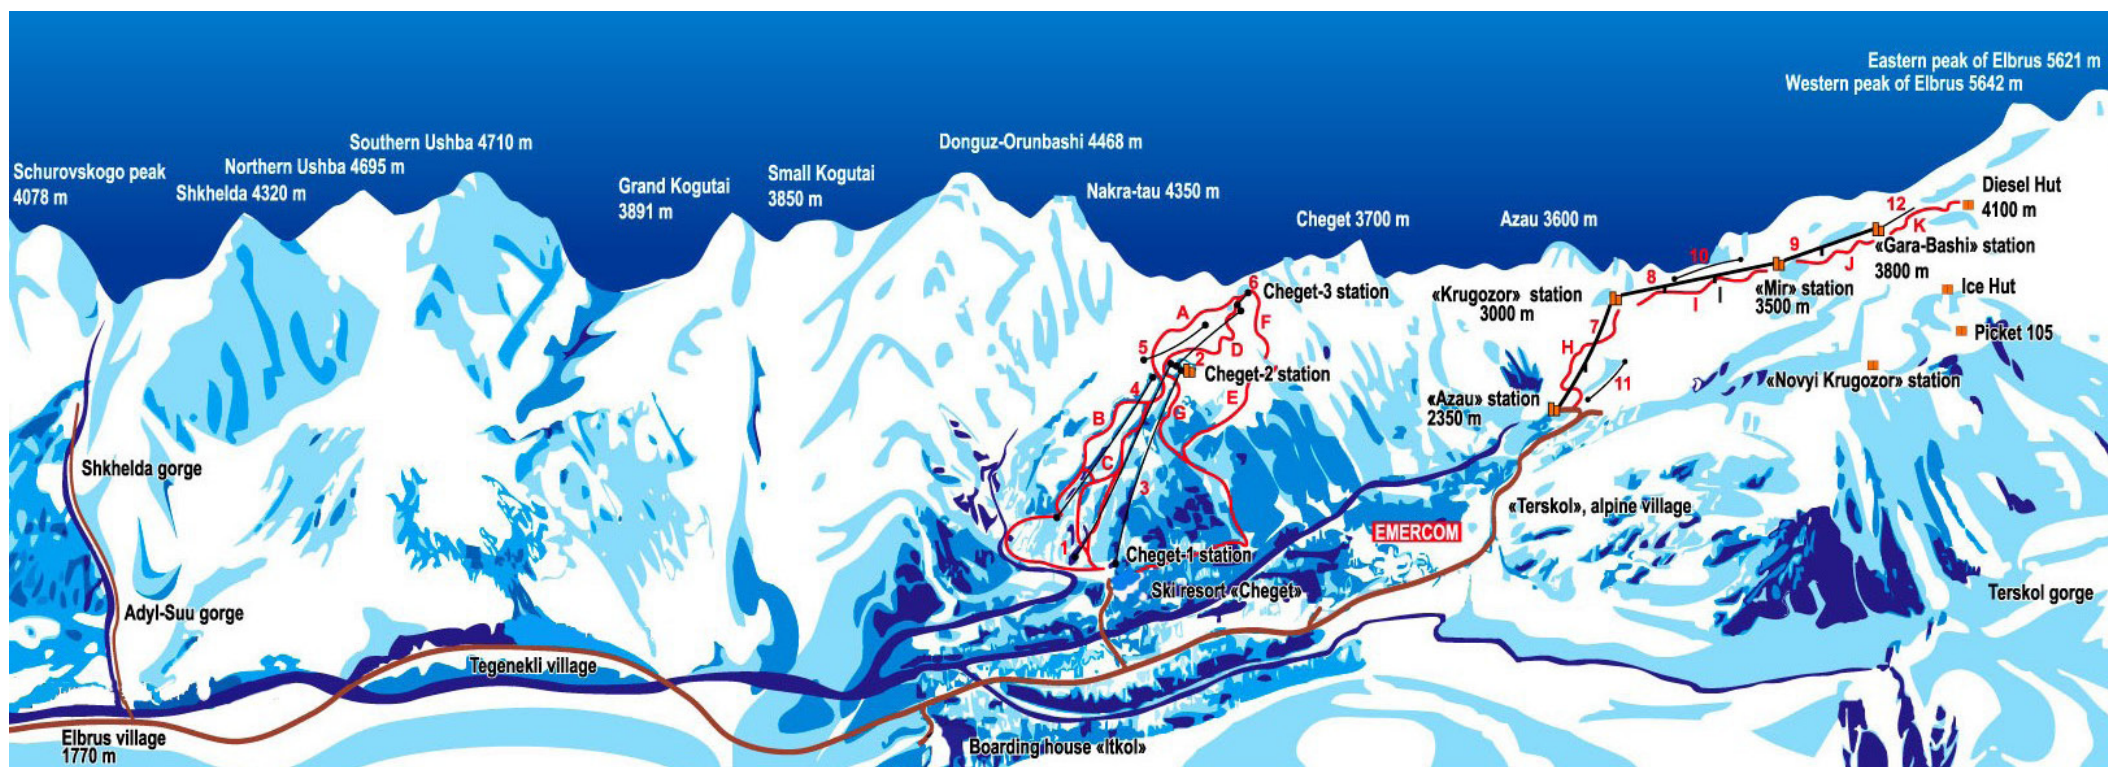 Eastern peak of Elbrus 5621 m
Western peak of Elbrus 5642 m
Southern Ushba 4710 m
Northern Ushba 4695 m
Schurovskogo peak
4078 m
Shkhelda 4320 m
Grand Kogutai
3891 m
Small Kogutai
3850 m
Donguz-Orunbashi 4468 m
Nakra-tau 4350 m
Cheget 3700 m
Azau 3600 m
Diesel Hut
4100 m
12
K
«Gara-Bashi» station
3800 m
9
J
10
8
I
I
«Mir» station
3500 m
Ice Hut
Picket 105
«Novyi Krugozor» station
«Krugozor» station
3000 m
7
H
11
«Azau» station
2350 m
6
Cheget-3 station
A
F
5
D
2
Cheget-2 station
4
E
B
G
C
3
1
Cheget-1 station
Ski resort «Cheget»
EMERCOM
«Terskol», alpine village
Terskol gorge
Shkhelda gorge
Adyl-Suu gorge
Tegenekli village
Elbrus village
1770 m
Boarding house «Itkol»